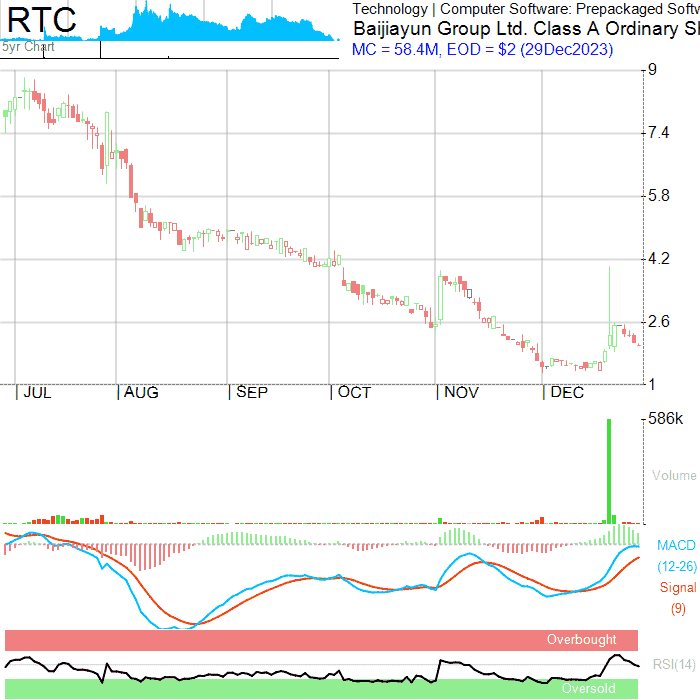 RTC
5yr Chart
Technology | Computer Software: Prepackaged Softw
Baijiayun Group Ltd. Class A Ordinary Sh
MC = 58.4M, EOD = $2 (29Dec2023)
9
7.4
5.8
4.2
2.6
1
JUL AUG SEP OCT NOV DEC
586k
Volume
MACD
(12-26)
Signal
(9)
Overbought
RSI(14)
Oversold